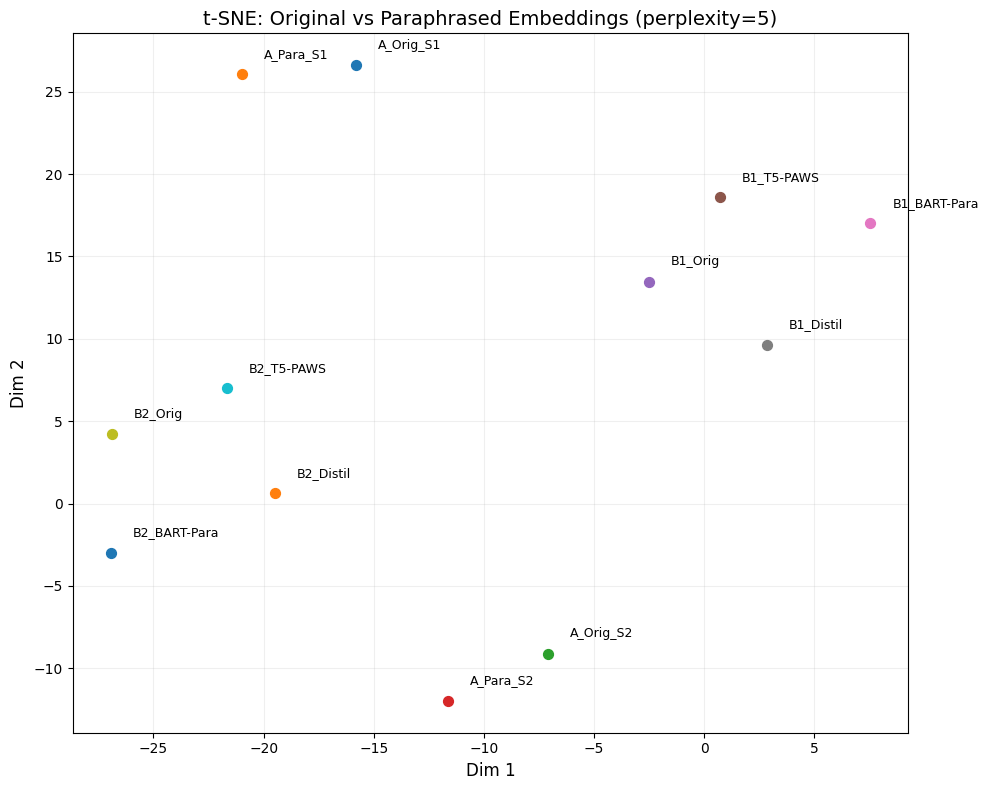 t-SNE: Original vs Paraphrased Embeddings (perplexity=5)
A_Para_S1
A_Orig_S1
B1_T5-PAWS
B1_BART-Para
B1_Orig
B1_Distil
B2_T5-PAWS
B2_Orig
B2_Distil
B2_BART-Para
A_Orig_S2
A_Para_S2
25
20
15
10
5
0
−5
−10
Dim 2
−25
−20
−15
−10
−5
0
5
Dim 1